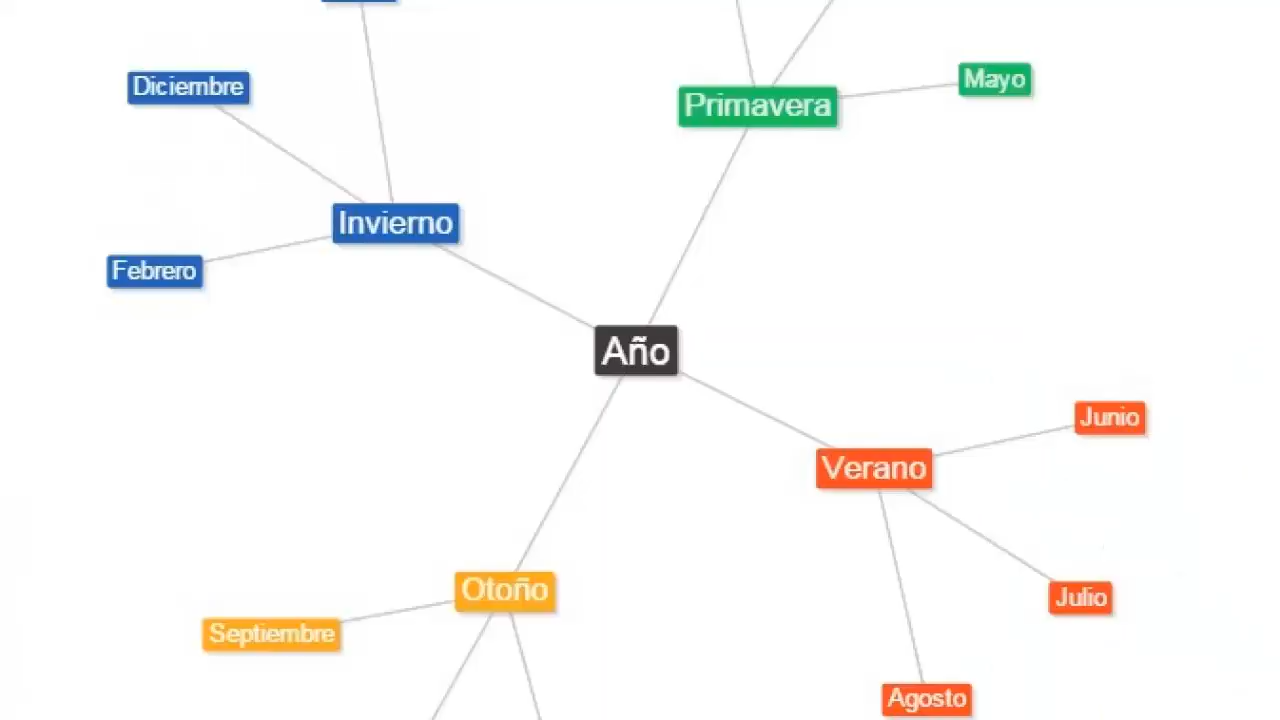 Diciembre
Mayo
Primavera
Invierno
Febrero
Año
Junio
Verano
Otoño
Julio
Septiembre
Agosto